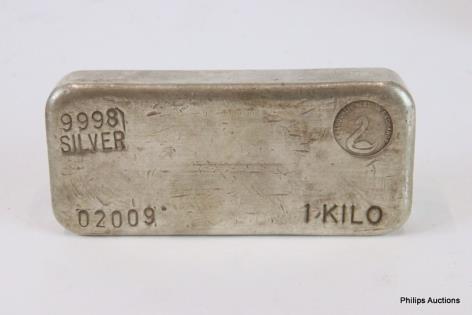 9998
SILVER
02009
1 KILO
Philips Auctions